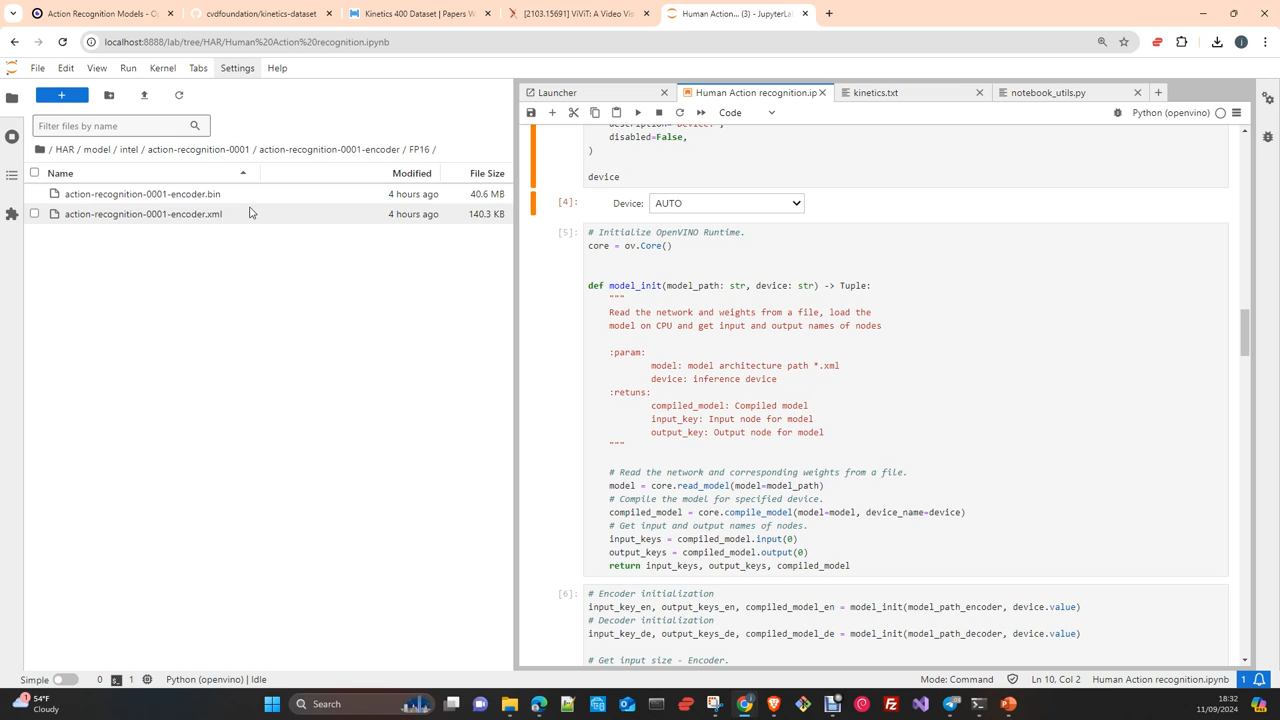 Action Recognition Models - Op
cvdfoundation/kinetics-dataset
Kinetics 400 Dataset | Papers W
[2103.15691] ViViT: A Video Vis
Human Action... (3) - JupyterLa
localhost:8888/lab/tree/HAR/Human%20Action%20recognition.ipynb
File Edit View Run Kernel Tabs Settings Help
Launcher
Human Action recognition.ip
kinetics.txt
notebook_utils.py
+
Code
Python (openvino)
Filter files by name
description="Device:",
disabled=False,
)
/ HAR / model / intel / action-recognition-0001 / action-recognition-0001-encoder / FP16 /
device
Name Modified File Size
action-recognition-0001-encoder.bin 4 hours ago 40.6 MB
action-recognition-0001-encoder.xml 4 hours ago 140.3 KB
[4]: Device: AUTO
[5]: # Initialize OpenVINO Runtime.
core = ov.Core()
def model_init(model_path: str, device: str) -> Tuple:
"""
Read the network and weights from a file, load the
model on CPU and get input and output names of nodes
:param:
model: model architecture path *.xml
device: inference device
:retuns:
compiled_model: Compiled model
input_key: Input node for model
output_key: Output node for model
"""
# Read the network and corresponding weights from a file.
model = core.read_model(model=model_path)
# Compile the model for specified device.
compiled_model = core.compile_model(model=model, device_name=device)
# Get input and output names of nodes.
input_keys = compiled_model.input(0)
output_keys = compiled_model.output(0)
return input_keys, output_keys, compiled_model
[6]: # Encoder initialization
input_key_en, output_keys_en, compiled_model_en = model_init(model_path_encoder, device.value)
# Decoder initialization
input_key_de, output_keys_de, compiled_model_de = model_init(model_path_decoder, device.value)
# Get input size - Encoder.
Simple 0 1 Python (openvino) | Idle
Mode: Command Ln 10, Col 2 Human Action recognition.ipynb 1
54°F
Cloudy
Search
18:32
11/09/2024